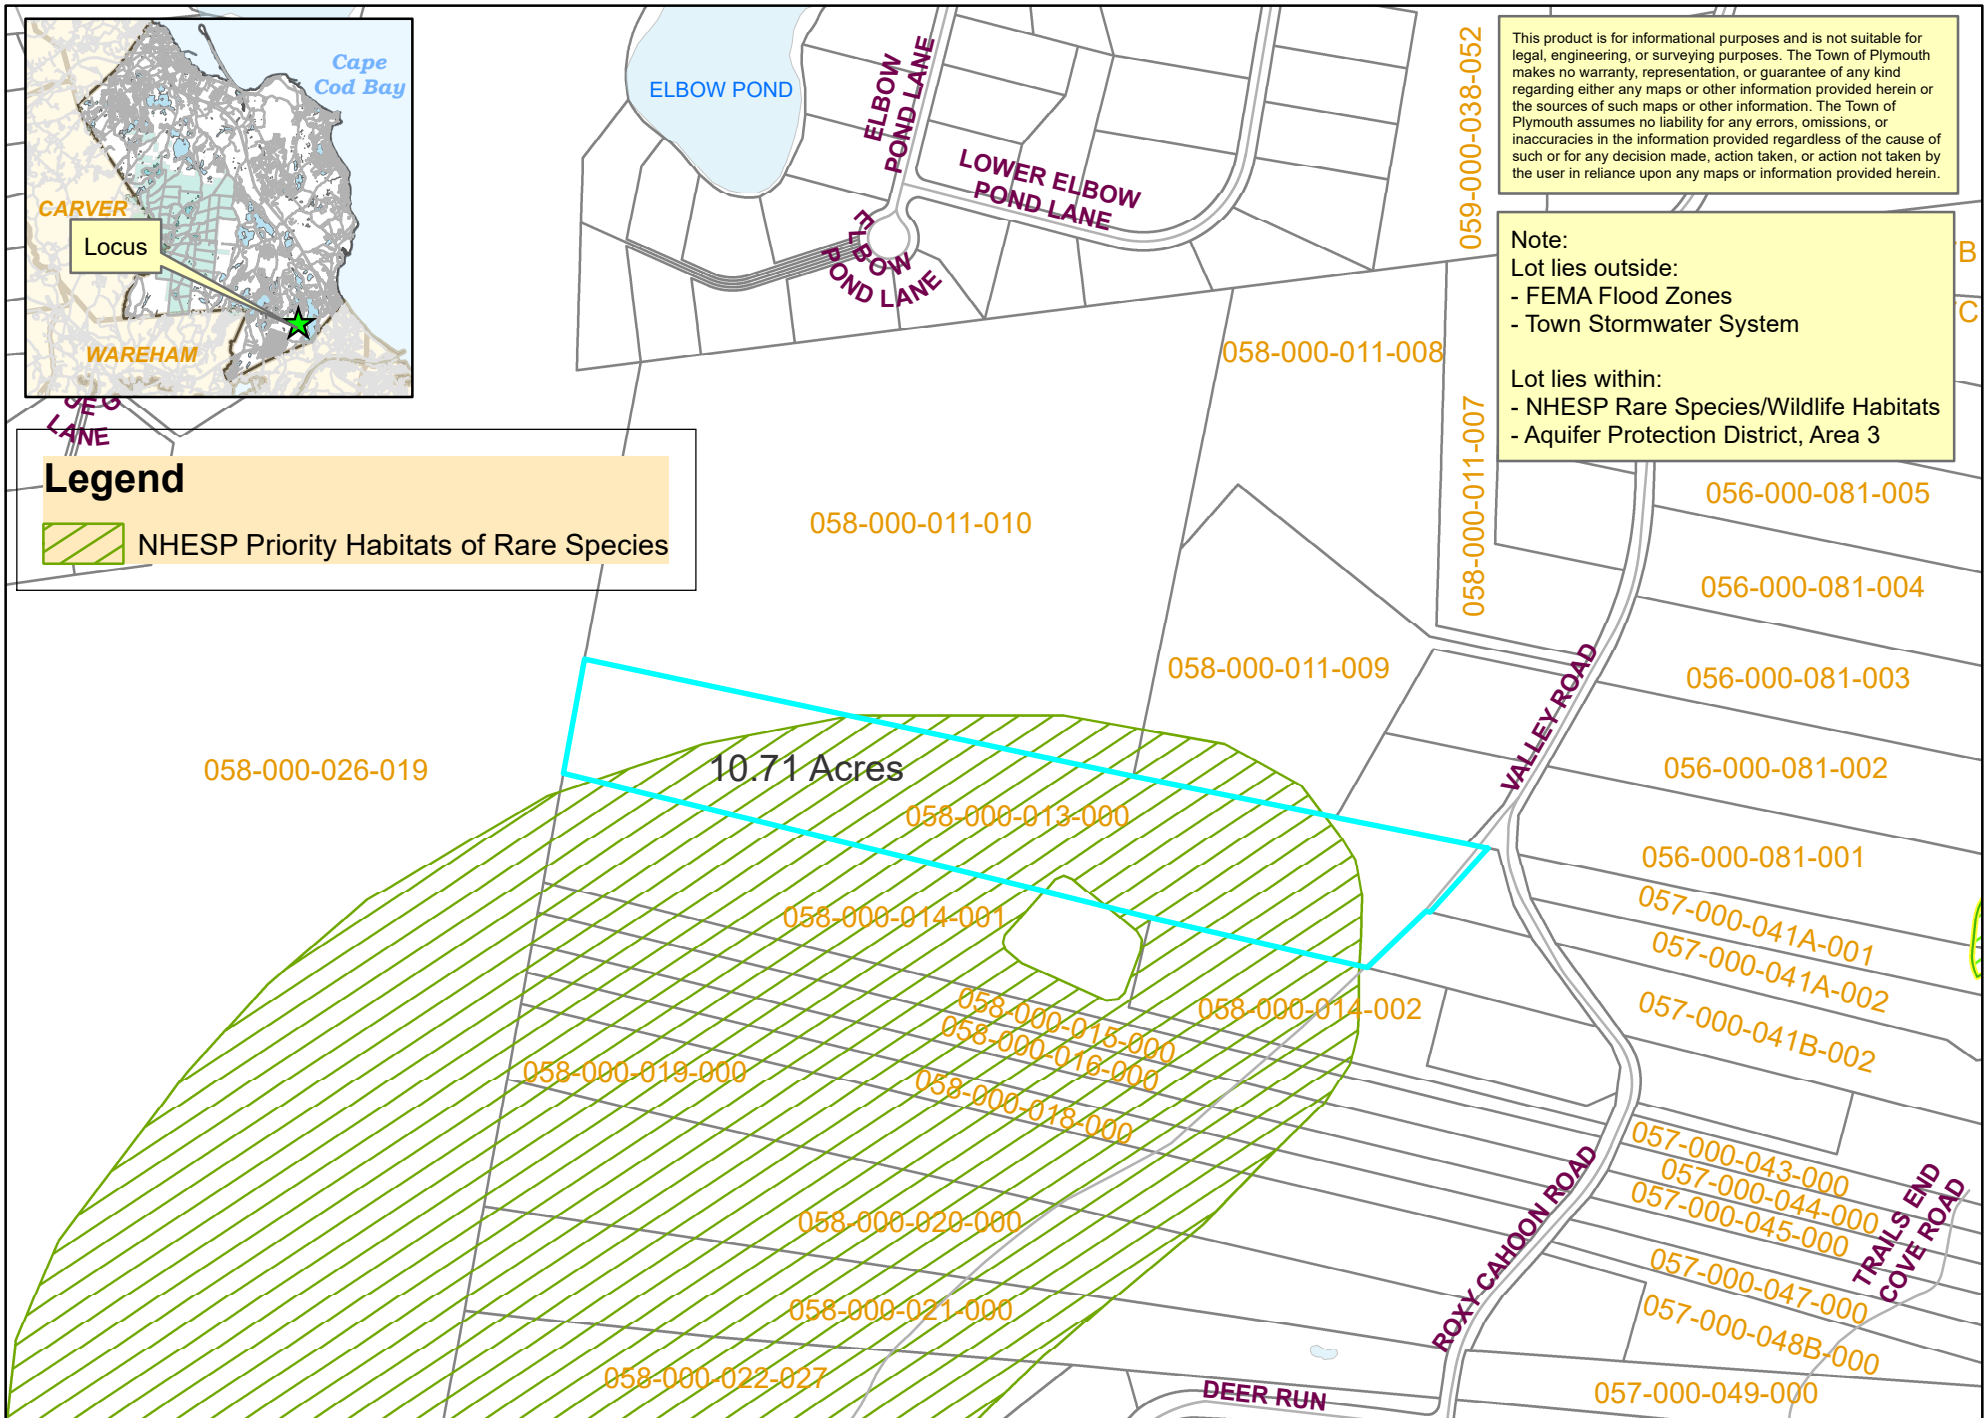 Cape
Cod Bay
CARVER
Locus
WAREHAM
ELBOW POND
ELBOW
POND LANE
LOWER ELBOW
POND LANE
ELBOW
POND LANE
059-000-038-052
This product is for informational purposes and is not suitable for
legal, engineering, or surveying purposes. The Town of Plymouth
makes no warranty, representation, or guarantee of any kind
regarding either any maps or other information provided herein or
the sources of such maps or other information. The Town of
Plymouth assumes no liability for any errors, omissions, or
inaccuracies in the information provided regardless of the cause of
such or for any decision made, action taken, or action not taken by
the user in reliance upon any maps or information provided herein.
Note:
Lot lies outside:
- FEMA Flood Zones
- Town Stormwater System
Lot lies within:
- NHESP Rare Species/Wildlife Habitats
- Aquifer Protection District, Area 3
B
C
LANE
Legend
NHESP Priority Habitats of Rare Species
058-000-011-008
058-000-011-007
058-000-011-010
058-000-011-009
056-000-081-005
056-000-081-004
056-000-081-003
056-000-081-002
056-000-081-001
VALLEY ROAD
058-000-026-019
10.71 Acres
058-000-013-000
058-000-014-001
058-000-014-002
058-000-015-000
058-000-016-000
058-000-018-000
058-000-019-000
058-000-020-000
058-000-021-000
058-000-022-027
057-000-041A-001
057-000-041A-002
057-000-041B-002
057-000-043-000
057-000-044-000
057-000-045-000
057-000-047-000
057-000-048B-000
057-000-049-000
ROXY CAHOON ROAD
TRAILS END
COVE ROAD
DEER RUN